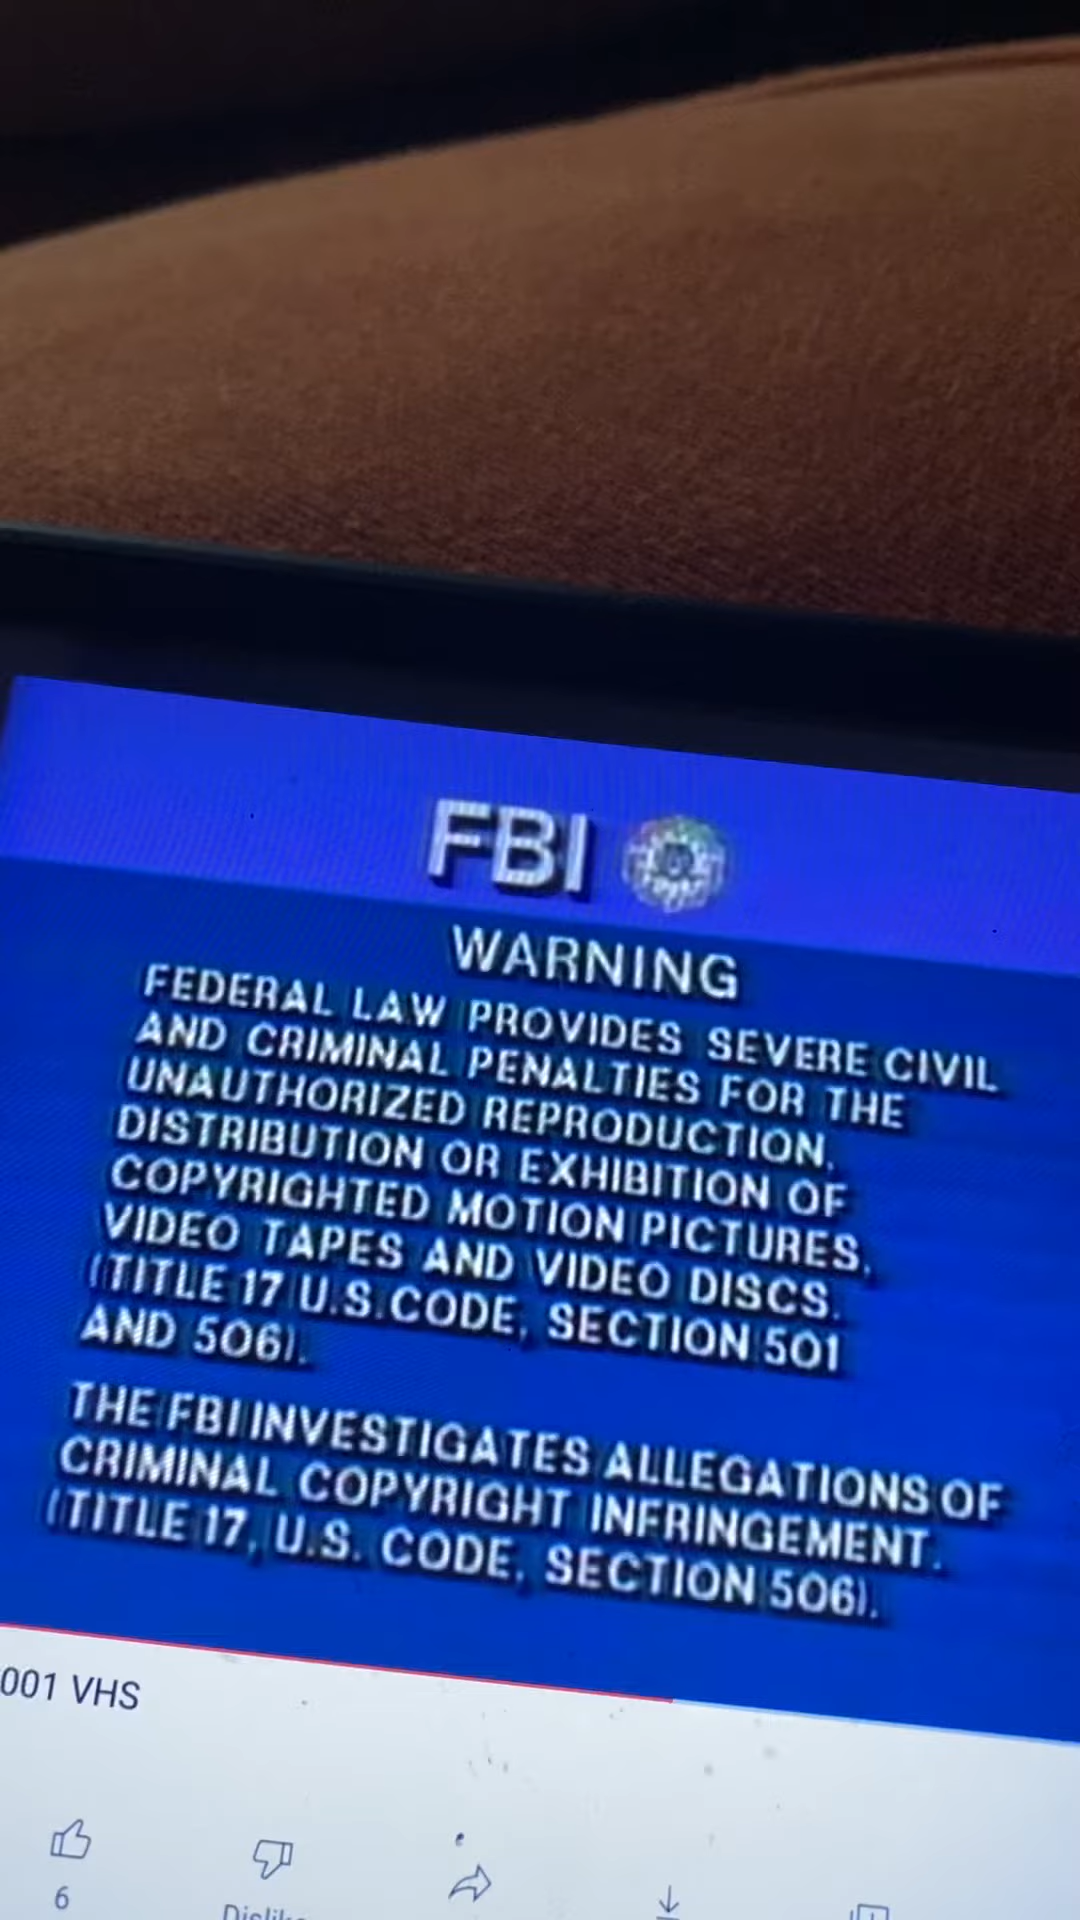 FBI
WARNING
FEDERAL LAW PROVIDES SEVERE CIVIL
AND CRIMINAL PENALTIES FOR THE
UNAUTHORIZED REPRODUCTION,
DISTRIBUTION OR EXHIBITION OF
COPYRIGHTED MOTION PICTURES,
VIDEO TAPES AND VIDEO DISCS.
(TITLE 17 U.S.CODE, SECTION 501
AND 506).
THE FBI INVESTIGATES ALLEGATIONS OF
CRIMINAL COPYRIGHT INFRINGEMENT.
(TITLE 17, U.S. CODE, SECTION 506).
001 VHS
6